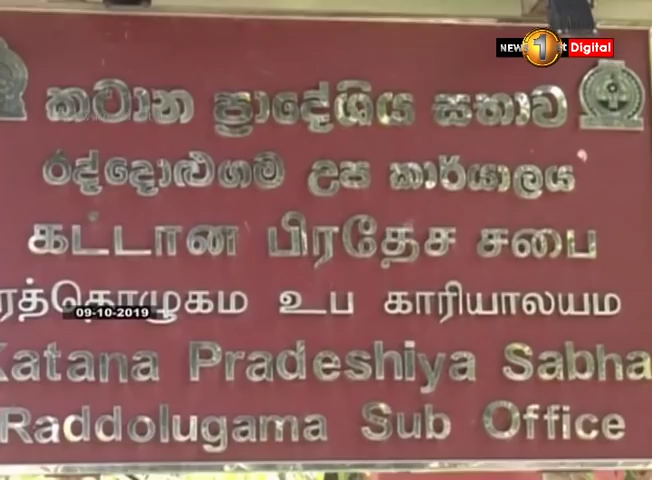 1 Digital
කටාන ප්‍රාදේශිය සභාව
රද්දොළුගම උප කාර්යාලය
கட்டான பிரதேச சபை
ரத்தொழுகம உப காரியாலயம
09-10-2019
Katana Pradeshiya Sabha
Raddolugama Sub Office